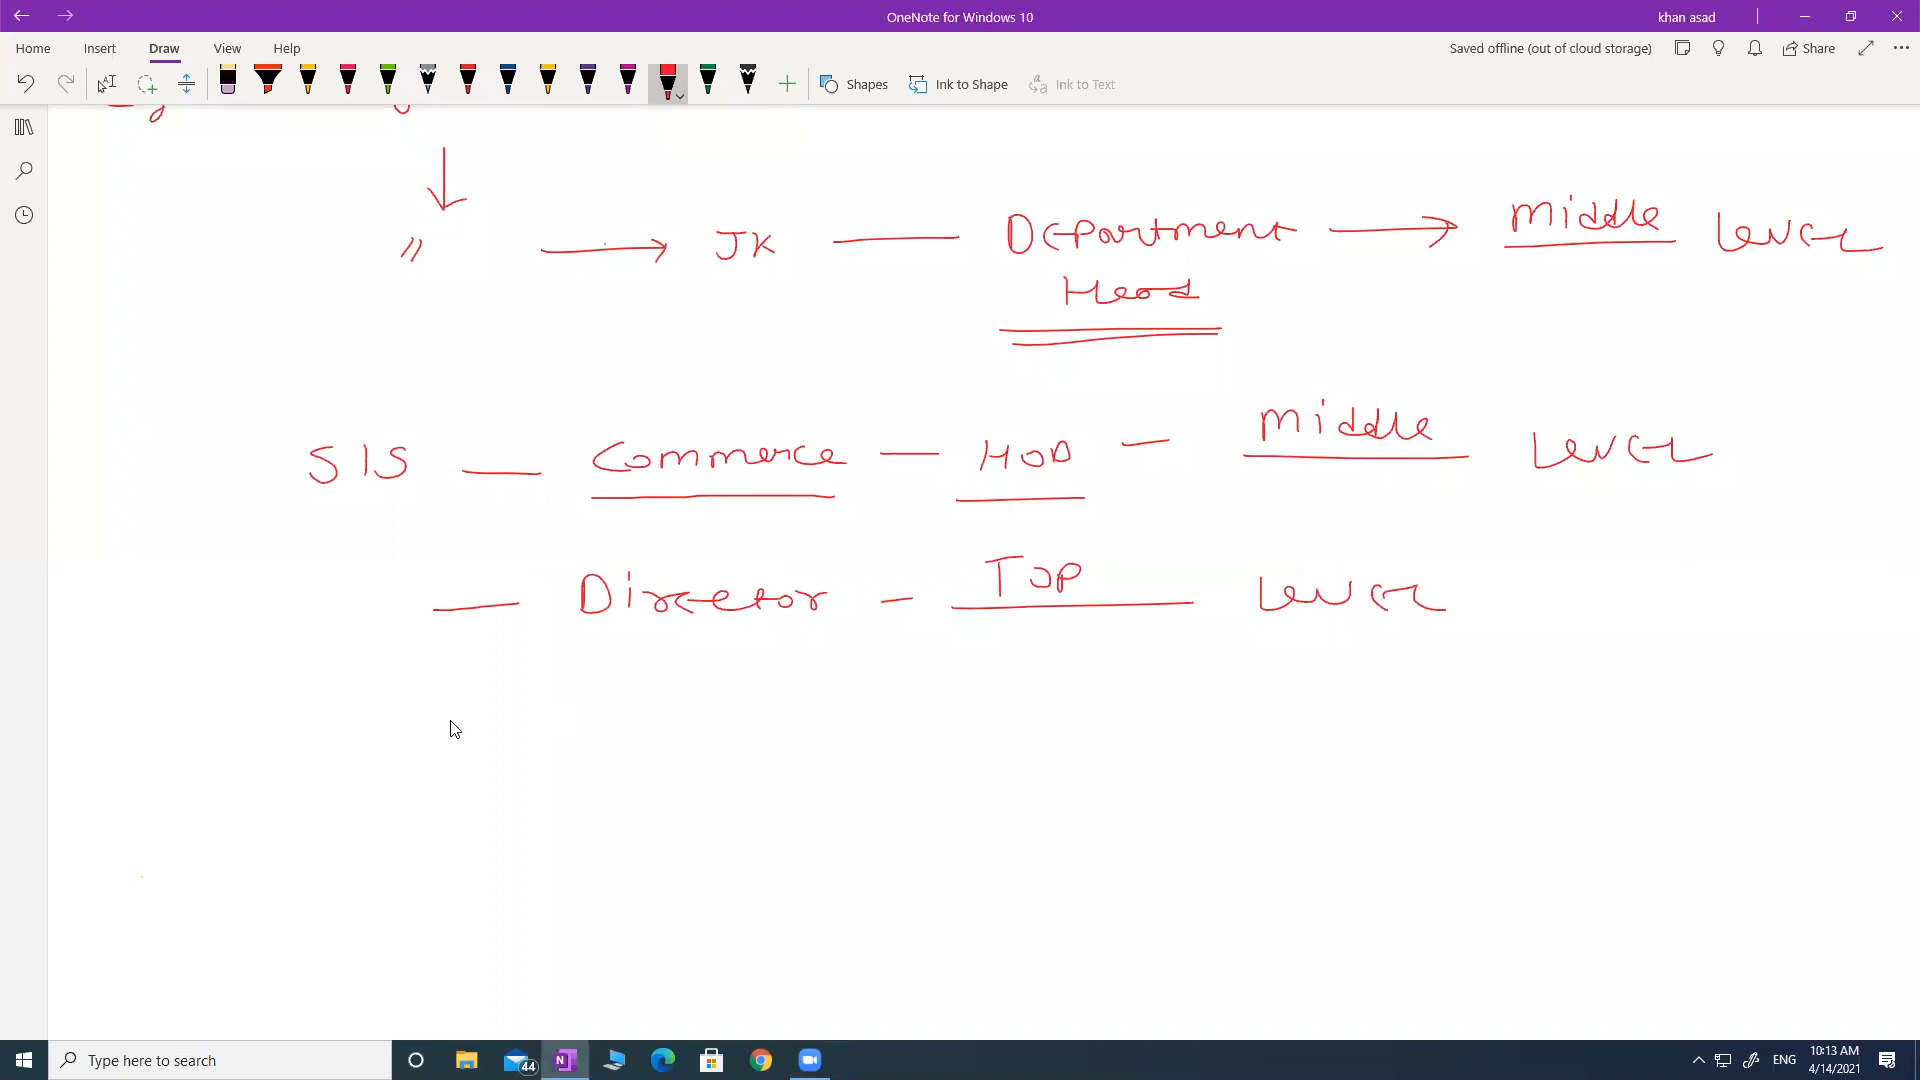 OneNote for Windows 10
khan asad
Home Insert Draw View Help
Saved offline (out of cloud storage) Share
Shapes Ink to Shape Ink to Text
〃 → JK — Department → Middle Level
Head
SIS — Commerce — HOD — Middle Level
— Director — TOP Level
Type here to search
44
ENG
10:13 AM
4/14/2021